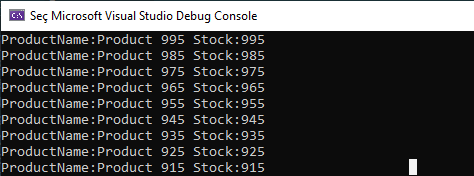 Seç Microsoft Visual Studio Debug Console
ProductName:Product 995 Stock:995
ProductName:Product 985 Stock:985
ProductName:Product 975 Stock:975
ProductName:Product 965 Stock:965
ProductName:Product 955 Stock:955
ProductName:Product 945 Stock:945
ProductName:Product 935 Stock:935
ProductName:Product 925 Stock:925
ProductName:Product 915 Stock:915